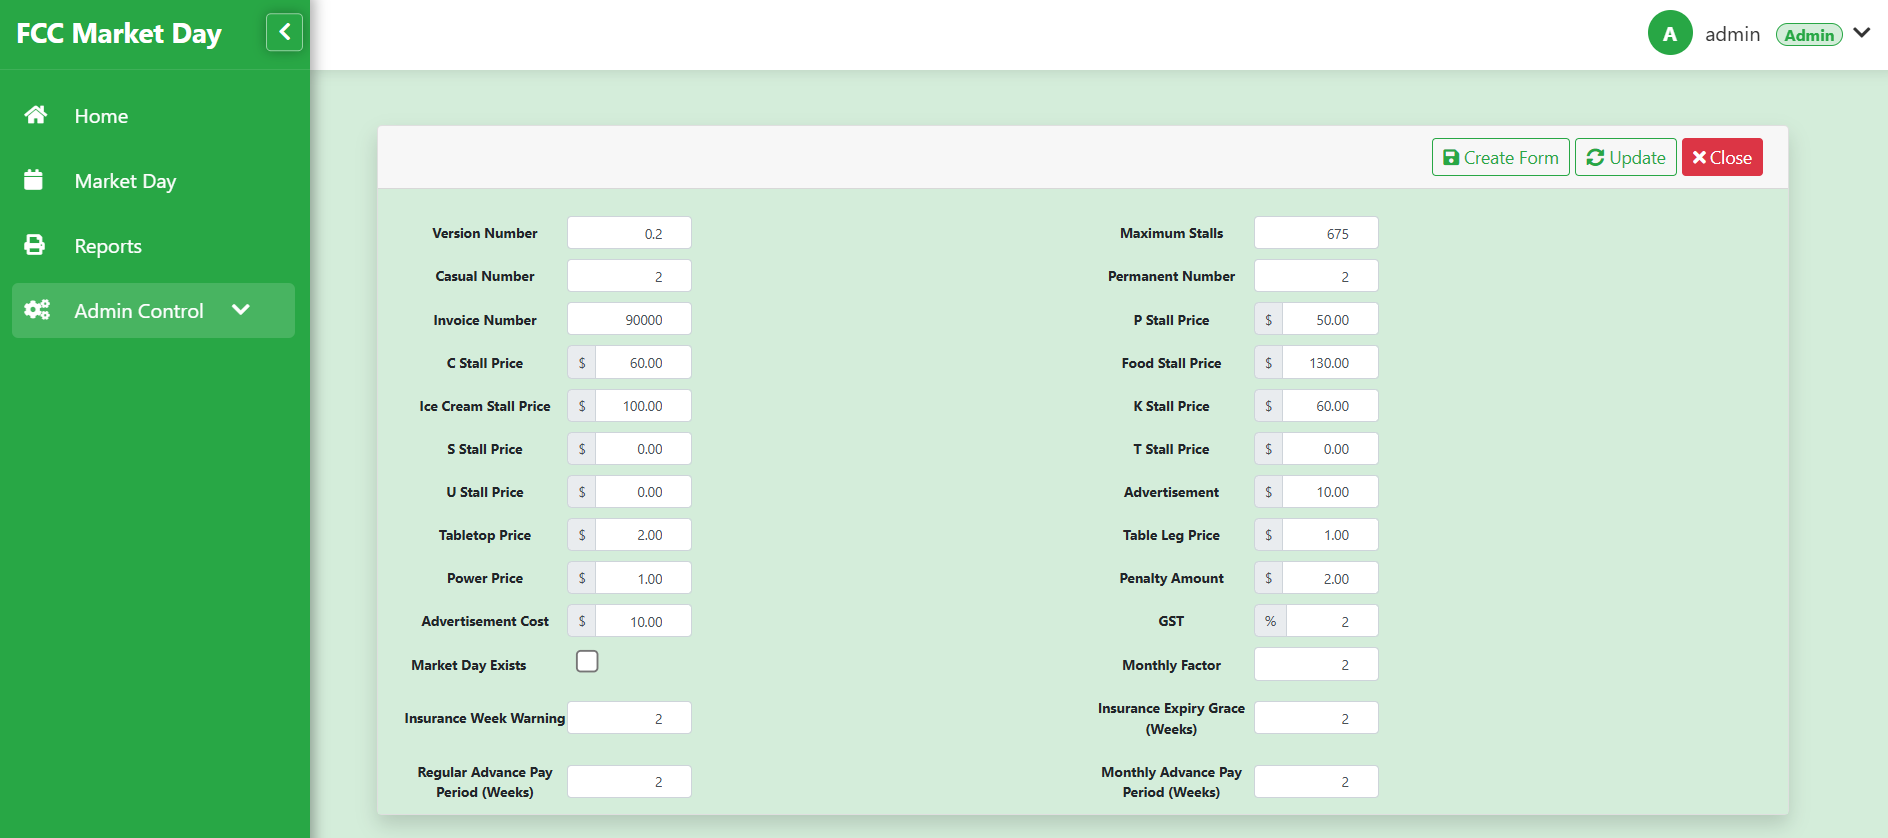 FCC Market Day
A admin Admin
Home
Market Day
Reports
Admin Control
Create Form Update Close
Version Number 0.2 Maximum Stalls 675
Casual Number 2 Permanent Number 2
Invoice Number 90000 P Stall Price $ 50.00
C Stall Price $ 60.00 Food Stall Price $ 130.00
Ice Cream Stall Price $ 100.00 K Stall Price $ 60.00
S Stall Price $ 0.00 T Stall Price $ 0.00
U Stall Price $ 0.00 Advertisement $ 10.00
Tabletop Price $ 2.00 Table Leg Price $ 1.00
Power Price $ 1.00 Penalty Amount $ 2.00
Advertisement Cost $ 10.00 GST % 2
Market Day Exists Monthly Factor 2
Insurance Week Warning 2 Insurance Expiry Grace
(Weeks) 2
Regular Advance Pay
Period (Weeks) 2 Monthly Advance Pay
Period (Weeks) 2